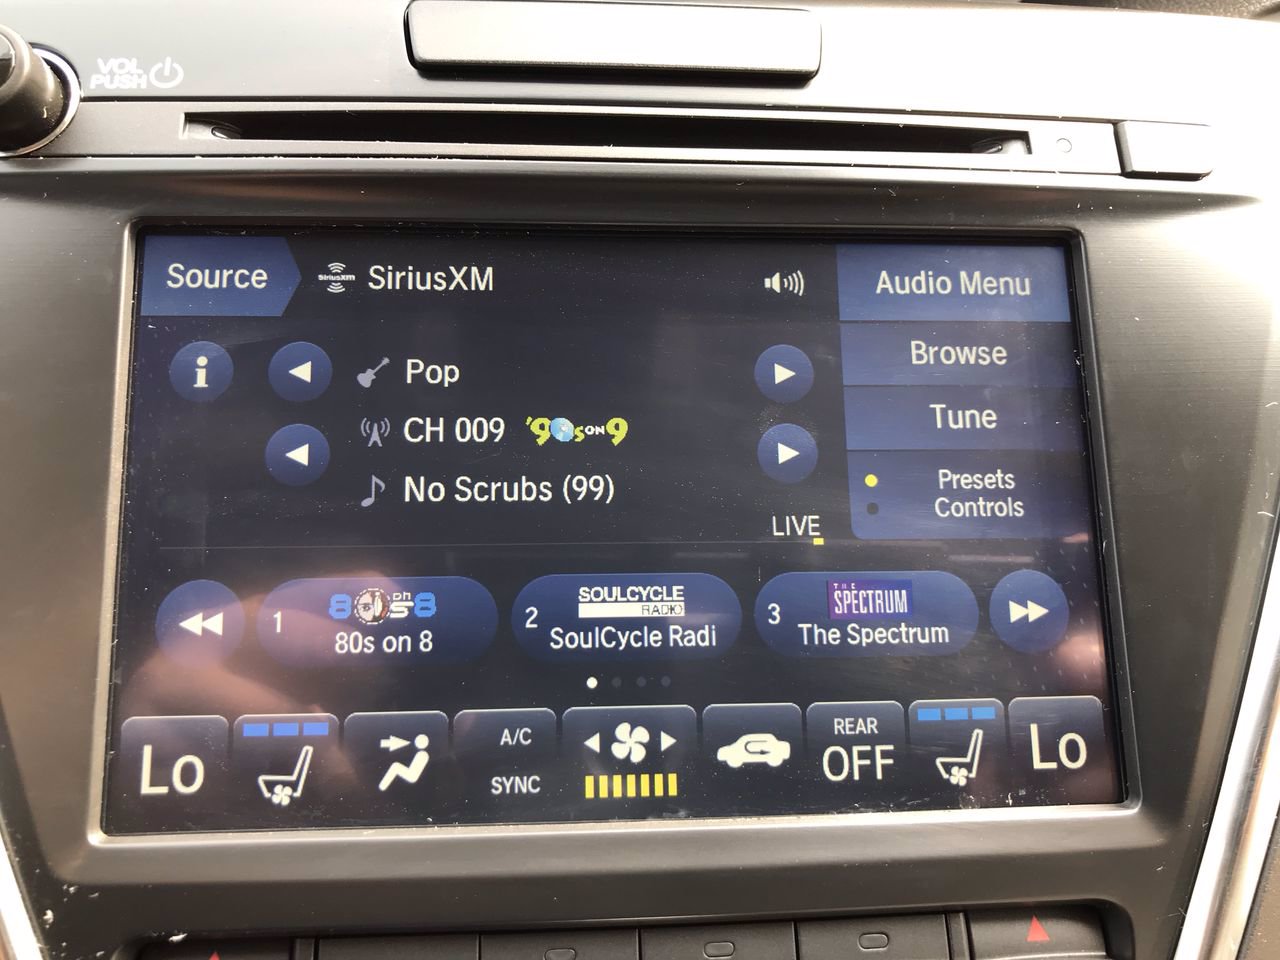 VOL
PUSH
Source
SiriusXM
SiriusXM
Audio Menu
Pop
Browse
CH 009
'90s ON 9
Tune
No Scrubs (99)
Presets
Controls
LIVE
1
80s on 8
80s on 8
2
SOULCYCLE
RADIO
SoulCycle Radi
3
THE
SPECTRUM
The Spectrum
Lo
A/C
SYNC
REAR
OFF
Lo